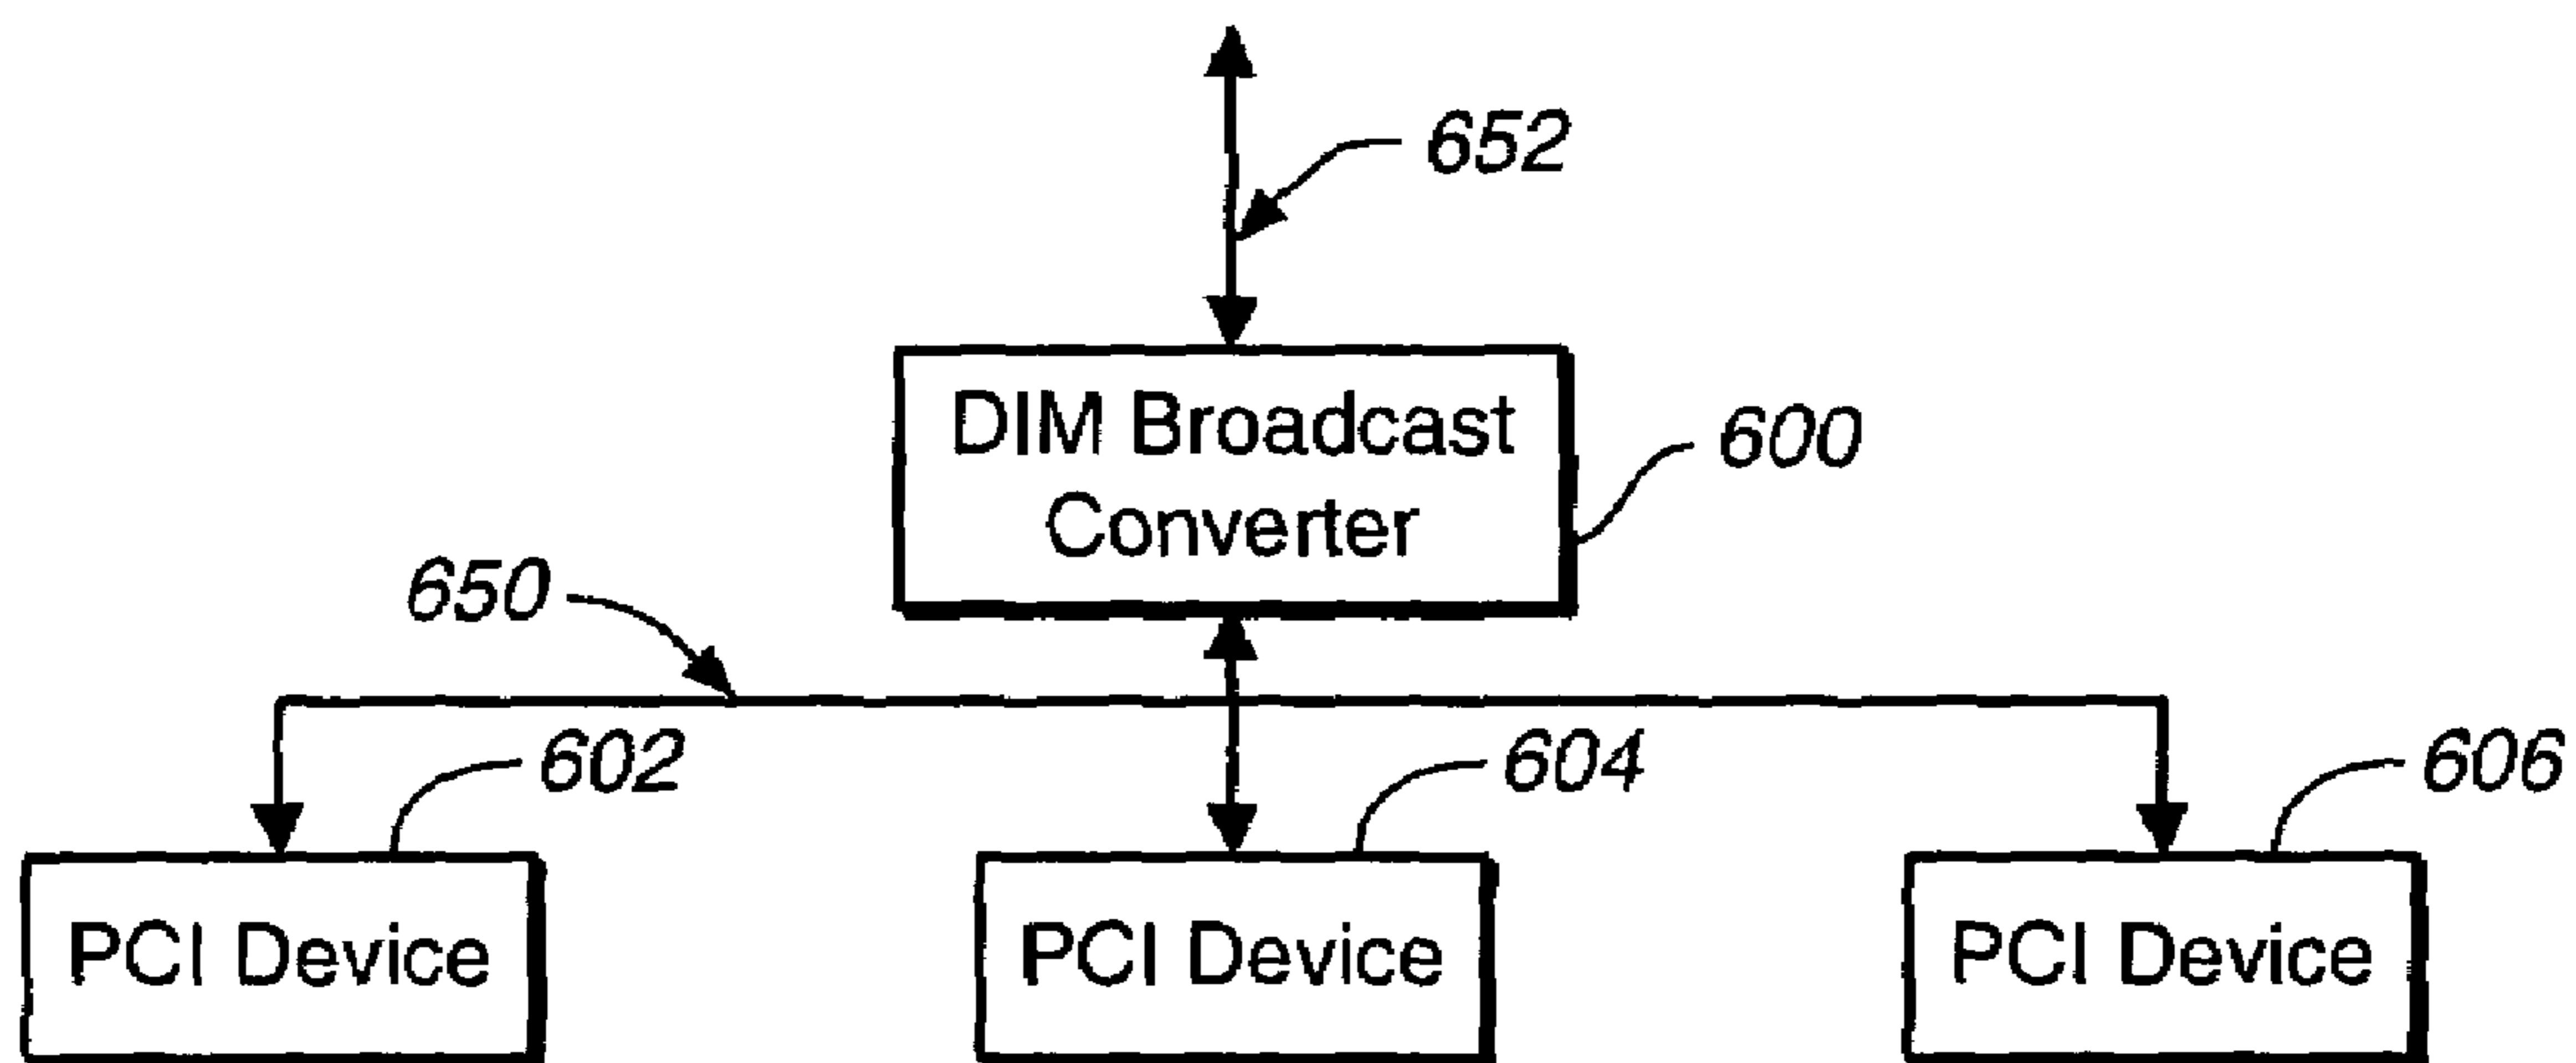 652
DIM Broadcast
Converter
600
650
602
604
606
PCI Device
PCI Device
PCI Device